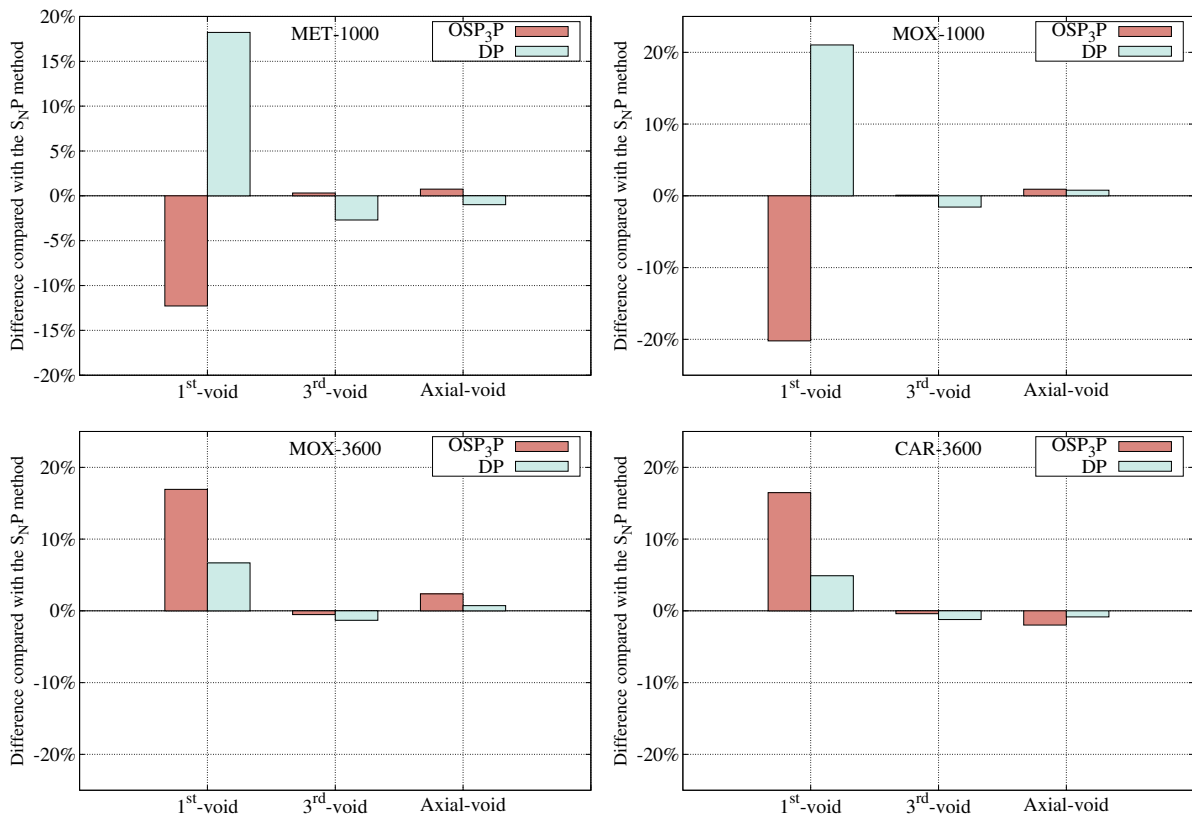 MET-1000
OSP₃P
DP
Difference compared with the SₙP method
20%
15%
10%
5%
0%
-5%
-10%
-15%
-20%
1ˢᵗ-void
3ʳᵈ-void
Axial-void
MOX-1000
OSP₃P
DP
Difference compared with the SₙP method
20%
10%
0%
-10%
-20%
1ˢᵗ-void
3ʳᵈ-void
Axial-void
MOX-3600
OSP₃P
DP
Difference compared with the SₙP method
20%
10%
0%
-10%
-20%
1ˢᵗ-void
3ʳᵈ-void
Axial-void
CAR-3600
OSP₃P
DP
Difference compared with the SₙP method
20%
10%
0%
-10%
-20%
1ˢᵗ-void
3ʳᵈ-void
Axial-void